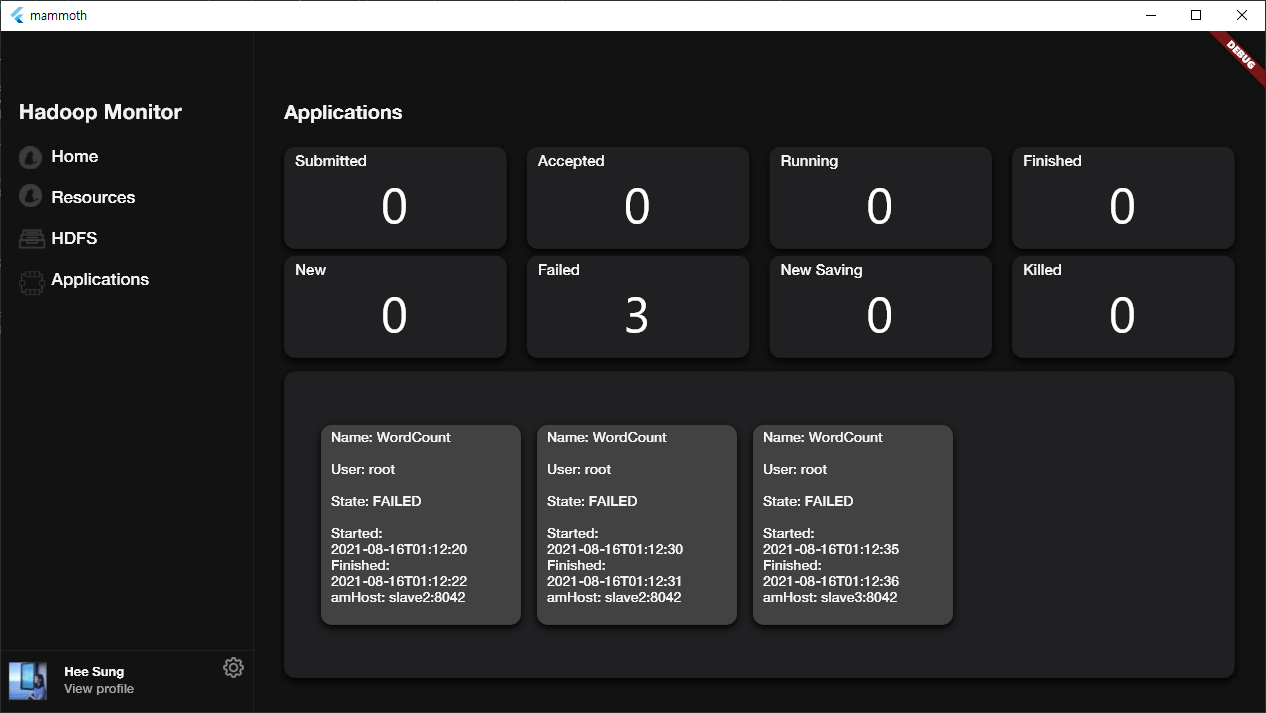 mammoth
DEBUG
Hadoop Monitor
Home
Resources
HDFS
Applications
Hee Sung
View profile
Applications
Submitted
0
Accepted
0
Running
0
Finished
0
New
0
Failed
3
New Saving
0
Killed
0
Name: WordCount
User: root
State: FAILED
Started:
2021-08-16T01:12:20
Finished:
2021-08-16T01:12:22
amHost: slave2:8042
Name: WordCount
User: root
State: FAILED
Started:
2021-08-16T01:12:30
Finished:
2021-08-16T01:12:31
amHost: slave2:8042
Name: WordCount
User: root
State: FAILED
Started:
2021-08-16T01:12:35
Finished:
2021-08-16T01:12:36
amHost: slave3:8042